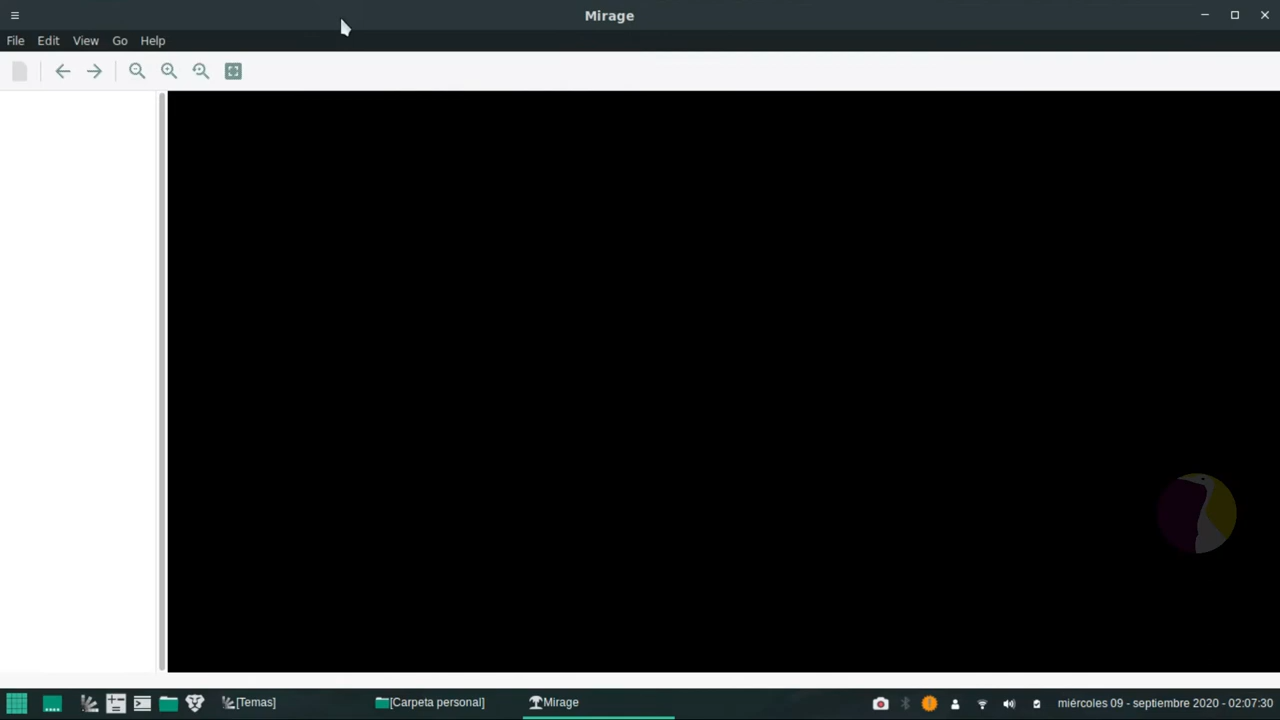 Mirage
File Edit View Go Help
[Temas] [Carpeta personal] Mirage miércoles 09 - septiembre 2020 - 02:07:30